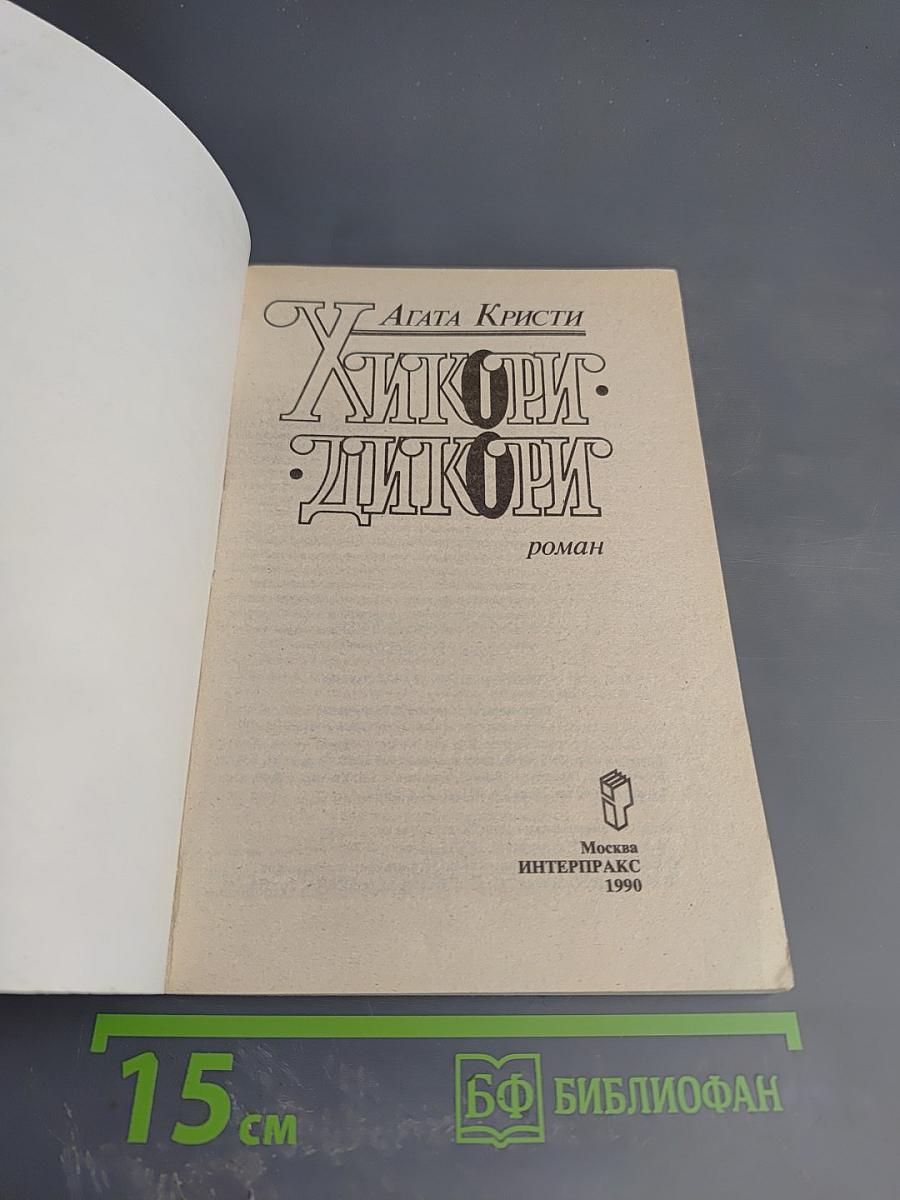 Агата Кристи
Хикори·
·дикори
роман
Москва
ИНТЕРПРАКС
1990
15 см
БФ БИБЛИОФАН